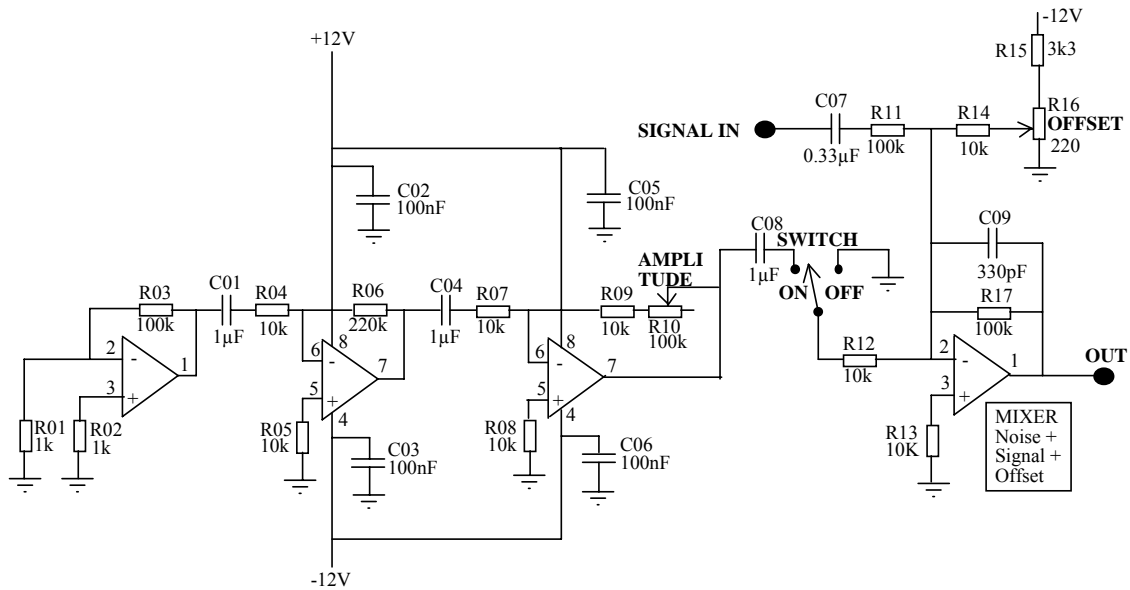 -12V
+12V
R15
3k3
C07
R11
R14
R16
OFFSET
SIGNAL IN
0.33µF
100k
10k
220
C02
100nF
C05
100nF
C08
SWITCH
C09
1µF
ON
OFF
330pF
AMPLI
TUDE
R03
C01
R04
R06
C04
R07
R09
R10
R17
100k
1µF
10k
220k
1µF
10k
10k
100k
100k
2
-
1
3
+
6
-
8
7
5
+
4
6
-
8
7
5
+
4
R12
10k
2
-
1
3
+
OUT
R01
1k
R02
1k
R05
10k
C03
100nF
R08
10k
C06
100nF
R13
10K
MIXER
Noise +
Signal +
Offset
-12V